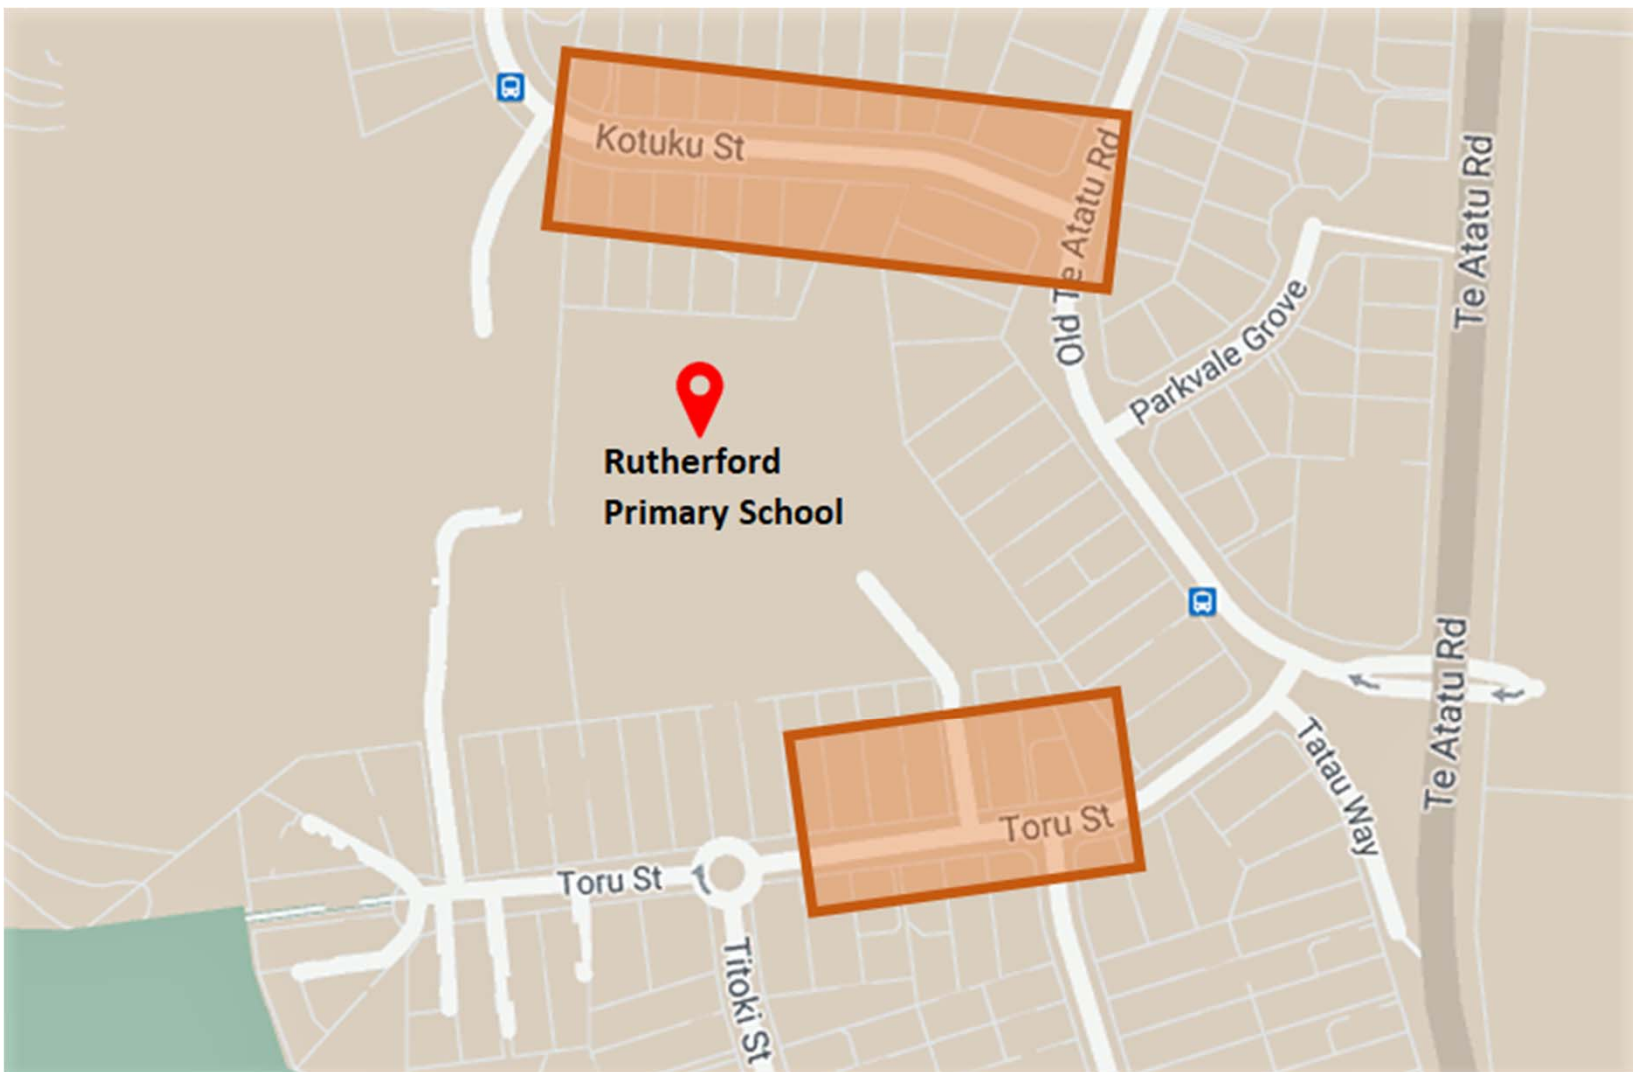 Kotuku St
Old Te Atatu Rd
Te Atatu Rd
Parkvale Grove
Rutherford
Primary School
Te Atatu Rd
Tatau Way
Toru St
Toru St
Titoki St